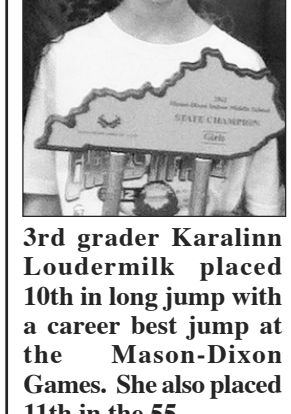 STATE CHAMPION
Girls
3rd grader Karalinn
Loudermilk placed
10th in long jump with
a career best jump at
the Mason-Dixon
Games. She also placed
11th in the 55